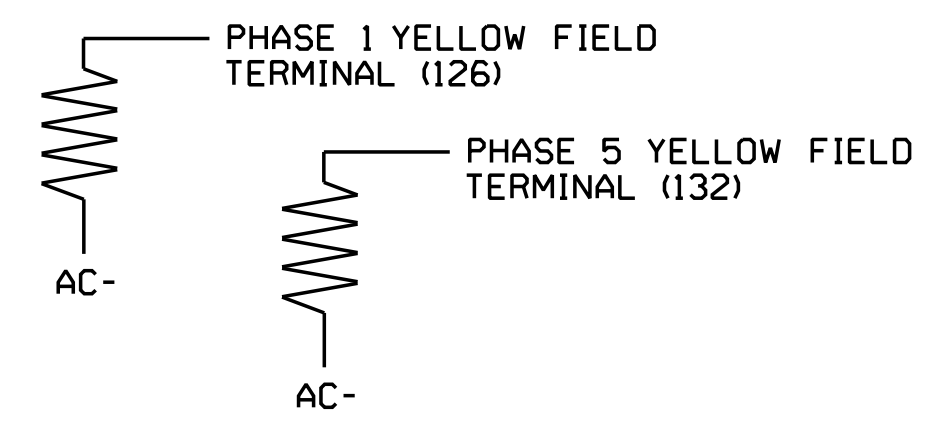 PHASE 1 YELLOW FIELD
TERMINAL (126)
AC-
PHASE 5 YELLOW FIELD
TERMINAL (132)
AC-